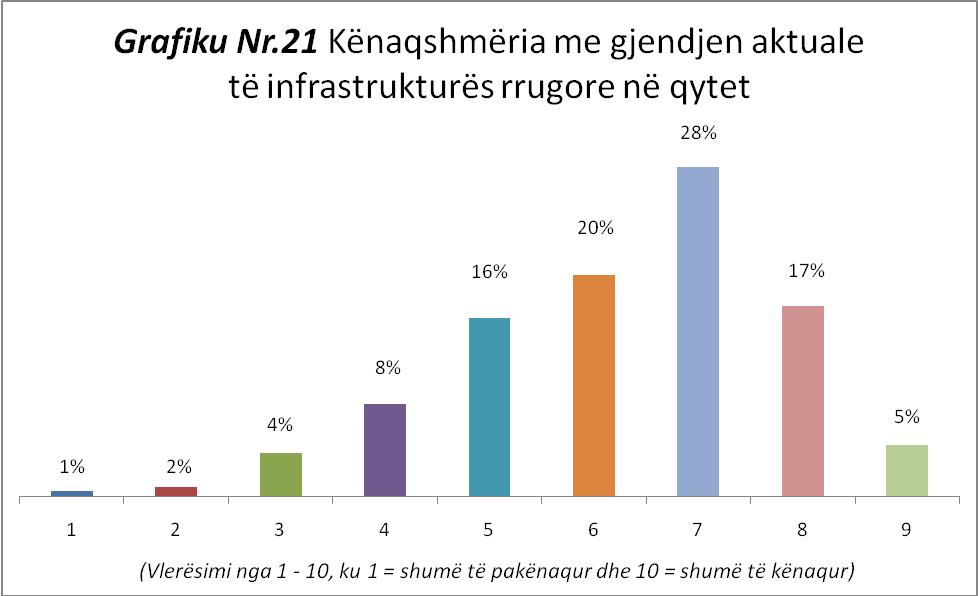 Grafiku Nr.21 Kënaqshmëria me gjendjen aktuale
të infrastrukturës rrugore në qytet
1% 2% 4% 8% 16% 20% 28% 17% 5%
1 2 3 4 5 6 7 8 9
(Vlerësimi nga 1 - 10, ku 1 = shumë të pakënaqur dhe 10 = shumë të kënaqur)